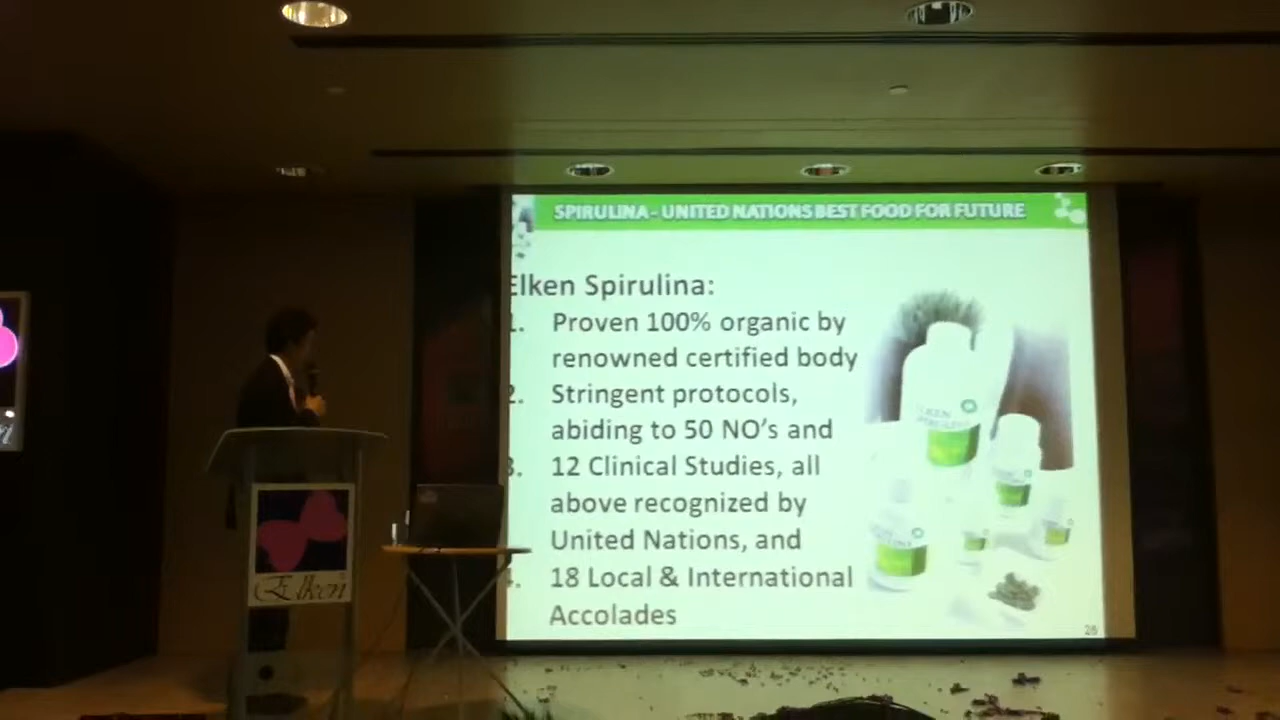 SPIRULINA - UNITED NATIONS BEST FOOD FOR FUTURE
Elken Spirulina:
1. Proven 100% organic by
renowned certified body
2. Stringent protocols,
abiding to 50 NO's and
3. 12 Clinical Studies, all
above recognized by
United Nations, and
4. 18 Local & International
Accolades
ELKEN
SPIRULINA
Elken